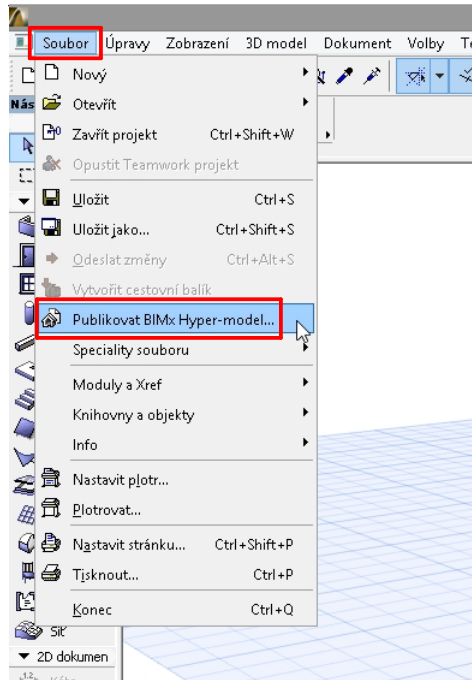 Soubor Úpravy Zobrazení 3D model Dokument Volby
Nás
Nový
Otevřít
Zavřít projekt Ctrl+Shift+W
Opustit Teamwork projekt
Uložit Ctrl+S
Uložit jako... Ctrl+Shift+S
Odeslat změny Ctrl+Alt+S
Vytvořit cestovní balík
Publikovat BIMx Hyper-model...
Speciality souboru
Moduly a Xref
Knihovny a objekty
Info
Nastavit plotr...
Plotrovat...
Nastavit stránku... Ctrl+Shift+P
Tisknout... Ctrl+P
Konec Ctrl+Q
Síť
2D dokumen